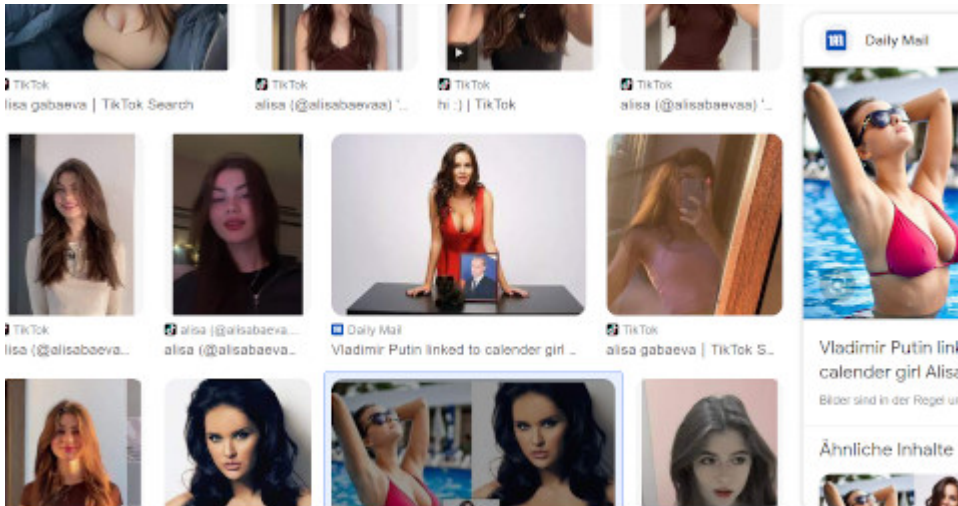 TikTok
lisa gabaeva | TikTok Search
TikTok
alisa (@alisabaevaa) '...
TikTok
hi :) | TikTok
TikTok
alisa (@alisabaevaa) '...
Daily Mail
TikTok
lisa (@alisabaeva...
alisa (@alisabaeva...
alisa (@alisabaeva...
Daily Mail
Vladimir Putin linked to calender girl ...
TikTok
alisa gabaeva | TikTok S...
Vladimir Putin link
calender girl Alisa
Bilder sind in der Regel ur
Ähnliche Inhalte